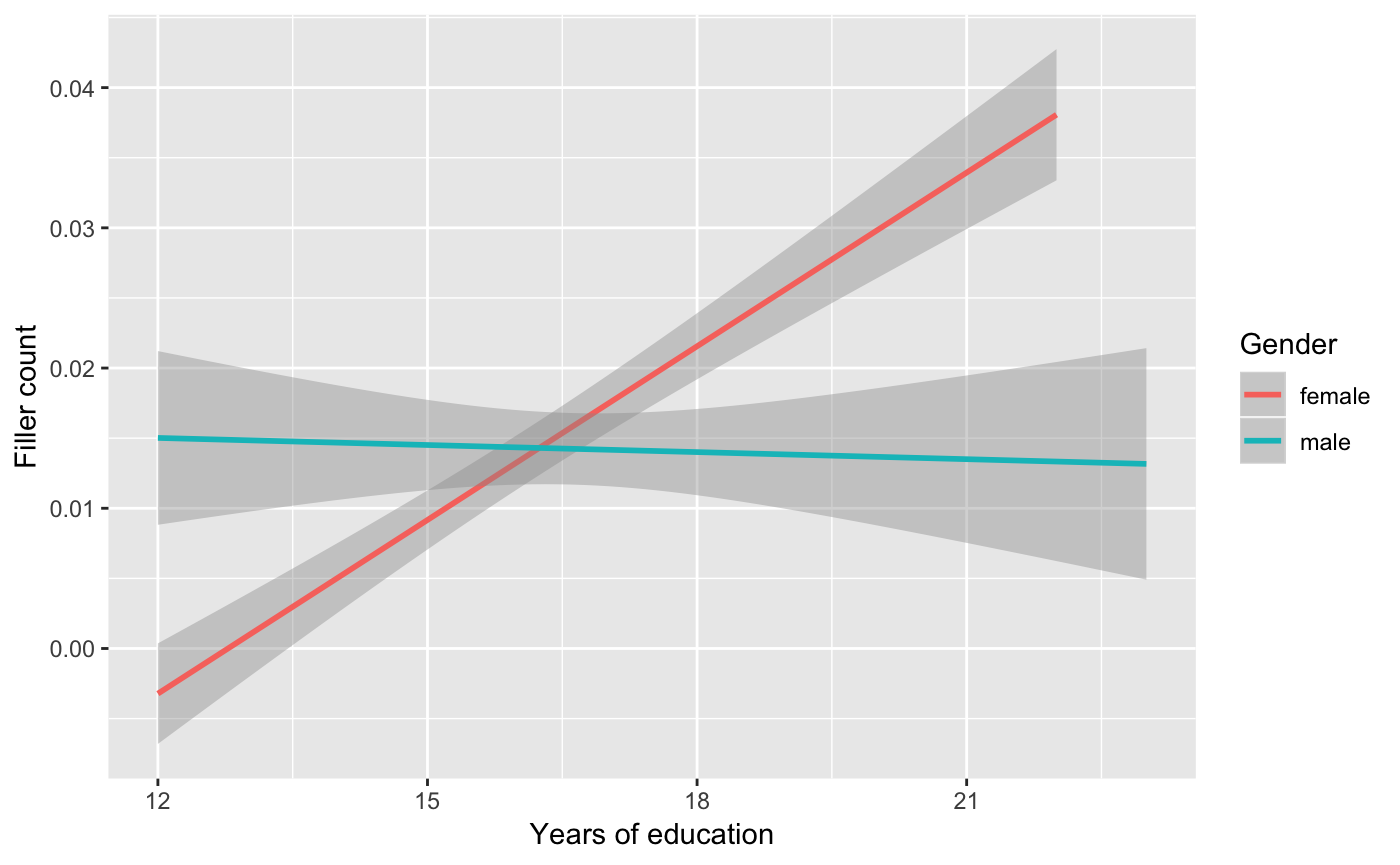 0.04
0.03
0.02
0.01
0.00
Filler count
12 15 18 21
Years of education
Gender
female
male